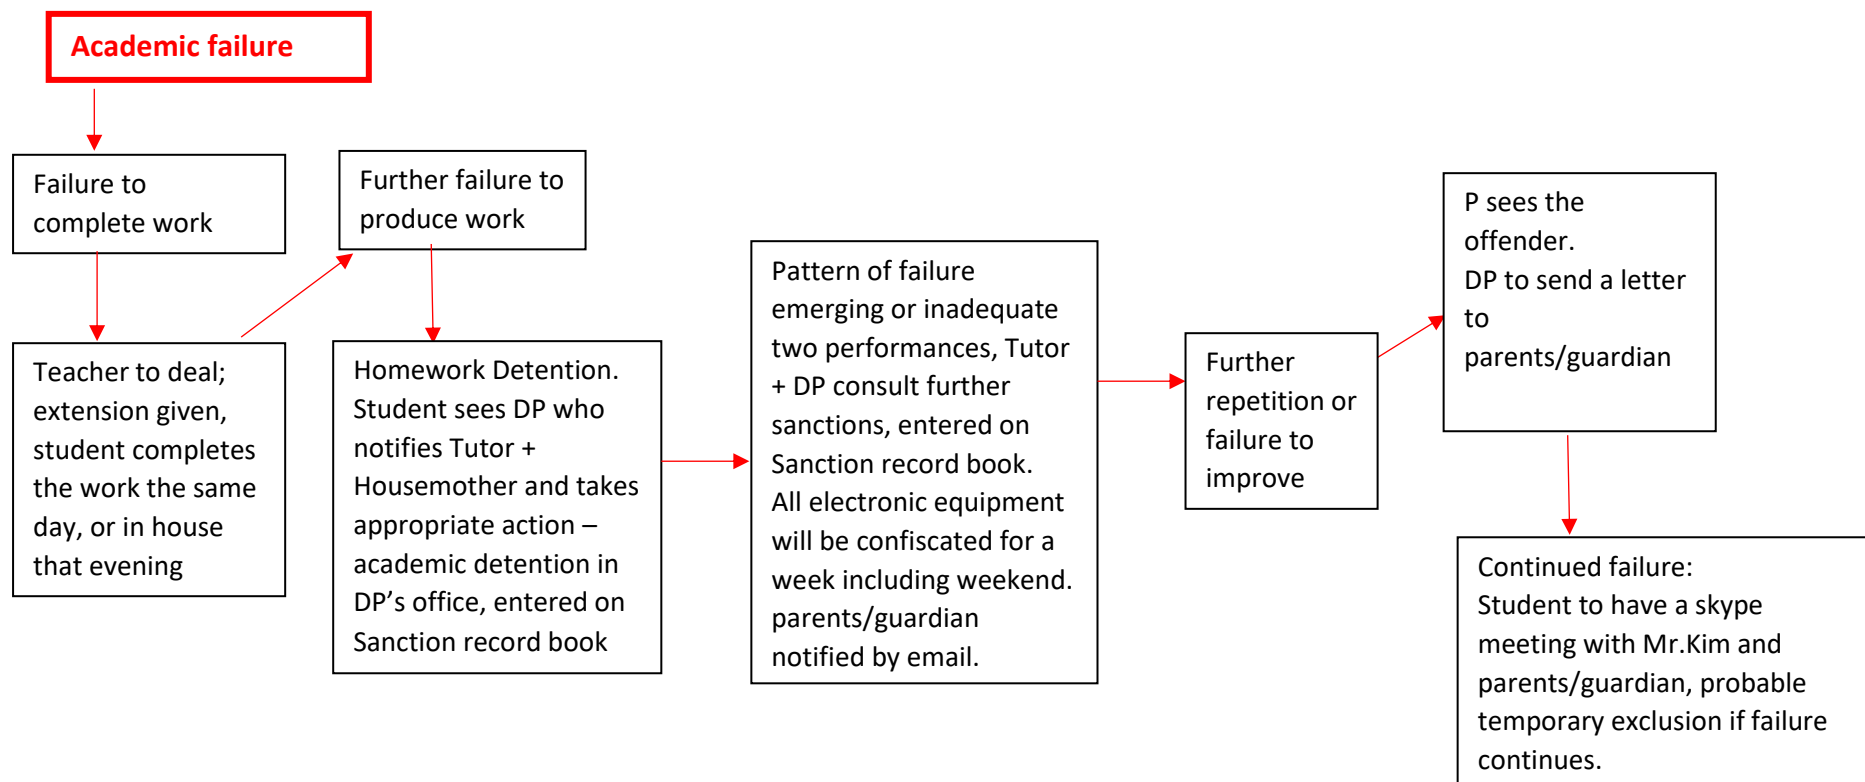 Academic failure
Failure to
complete work
Teacher to deal;
extension given,
student completes
the work the same
day, or in house
that evening
Further failure to
produce work
Homework Detention.
Student sees DP who
notifies Tutor +
Housemother and takes
appropriate action –
academic detention in
DP’s office, entered on
Sanction record book
Pattern of failure
emerging or inadequate
two performances, Tutor
+ DP consult further
sanctions, entered on
Sanction record book.
All electronic equipment
will be confiscated for a
week including weekend.
parents/guardian
notified by email.
Further
repetition or
failure to
improve
P sees the
offender.
DP to send a letter
to
parents/guardian
Continued failure:
Student to have a skype
meeting with Mr.Kim and
parents/guardian, probable
temporary exclusion if failure
continues.